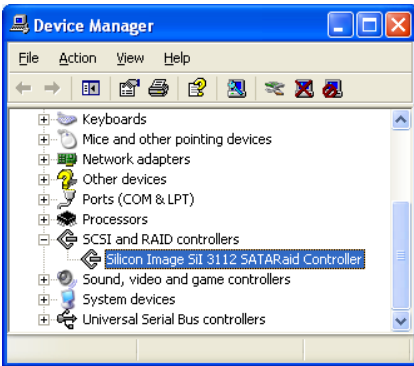 Device Manager
File Action View Help
Keyboards
Mice and other pointing devices
Network adapters
Other devices
Ports (COM & LPT)
Processors
SCSI and RAID controllers
Silicon Image SiI 3112 SATARaid Controller
Sound, video and game controllers
System devices
Universal Serial Bus controllers